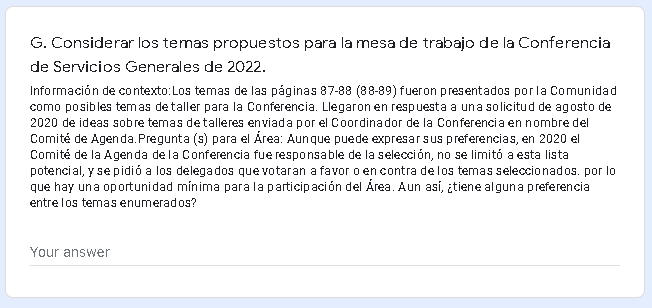 G. Considerar los temas propuestos para la mesa de trabajo de la Conferencia
de Servicios Generales de 2022.
Información de contexto:Los temas de las páginas 87-88 (88-89) fueron presentados por la Comunidad
como posibles temas de taller para la Conferencia. Llegaron en respuesta a una solicitud de agosto de
2020 de ideas sobre temas de talleres enviada por el Coordinador de la Conferencia en nombre del
Comité de Agenda.Pregunta (s) para el Área: Aunque puede expresar sus preferencias, en 2020 el
Comité de la Agenda de la Conferencia fue responsable de la selección, no se limitó a esta lista
potencial, y se pidió a los delegados que votaran a favor o en contra de los temas seleccionados. por lo
que hay una oportunidad mínima para la participación del Área. Aun así, ¿tiene alguna preferencia
entre los temas enumerados?
Your answer